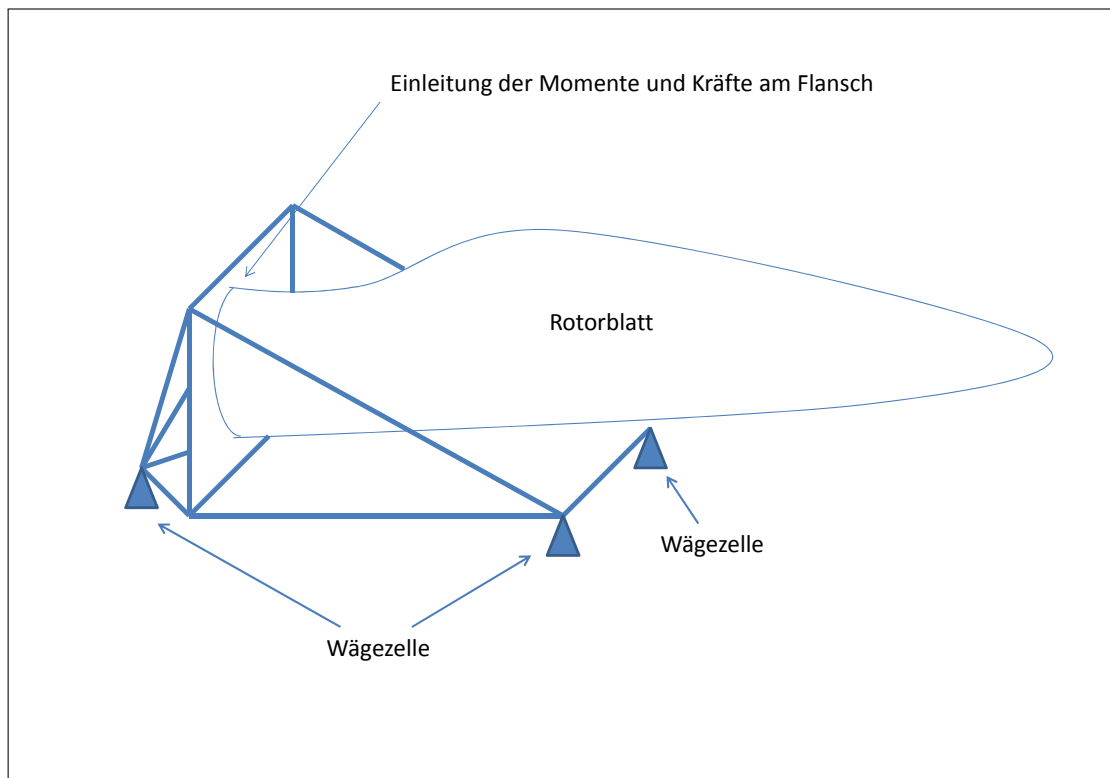 Einleitung der Momente und Kräfte am Flansch
Rotorblatt
Wägezelle
Wägezelle